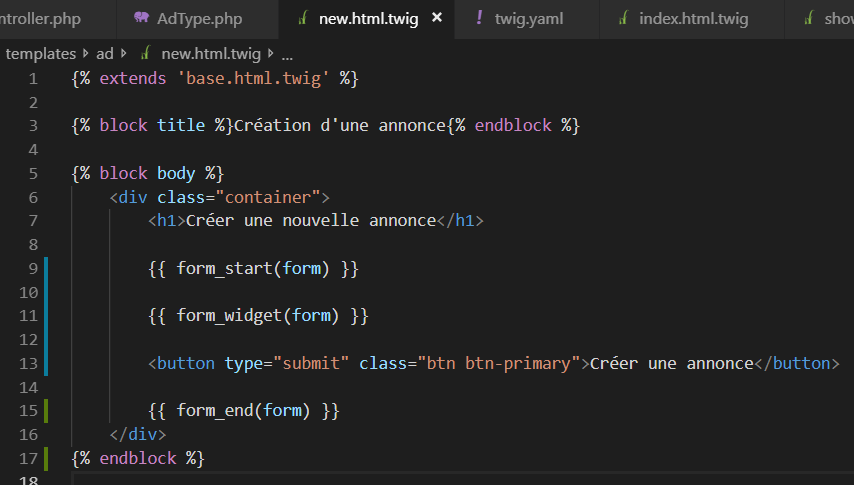 ntroller.php AdType.php new.html.twig × ! twig.yaml index.html.twig show
templates › ad › new.html.twig › ...
1 {% extends 'base.html.twig' %}
2
3 {% block title %}Création d'une annonce{% endblock %}
4
5 {% block body %}
6 <div class="container">
7 <h1>Créer une nouvelle annonce</h1>
8
9 {{ form_start(form) }}
10
11 {{ form_widget(form) }}
12
13 <button type="submit" class="btn btn-primary">Créer une annonce</button>
14
15 {{ form_end(form) }}
16 </div>
17 {% endblock %}
18